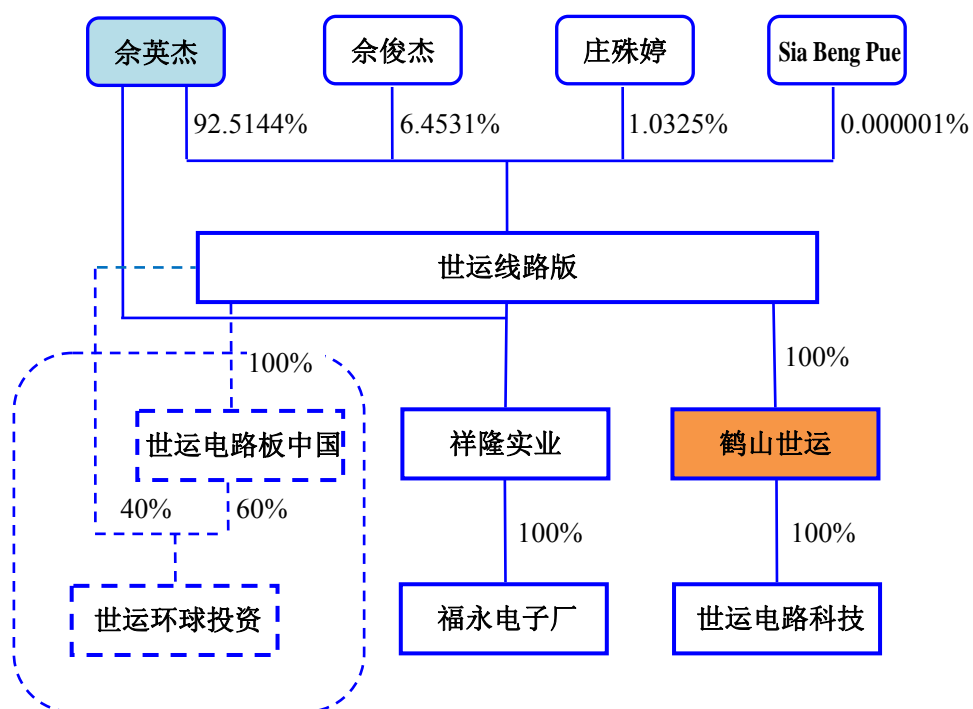 佘英杰
佘俊杰
庄殊婷
Sia Beng Pue
92.5144%
6.4531%
1.0325%
0.000001%
世运线路版
100%
100%
世运电路板中国
祥隆实业
鹤山世运
40%
60%
100%
100%
世运环球投资
福永电子厂
世运电路科技